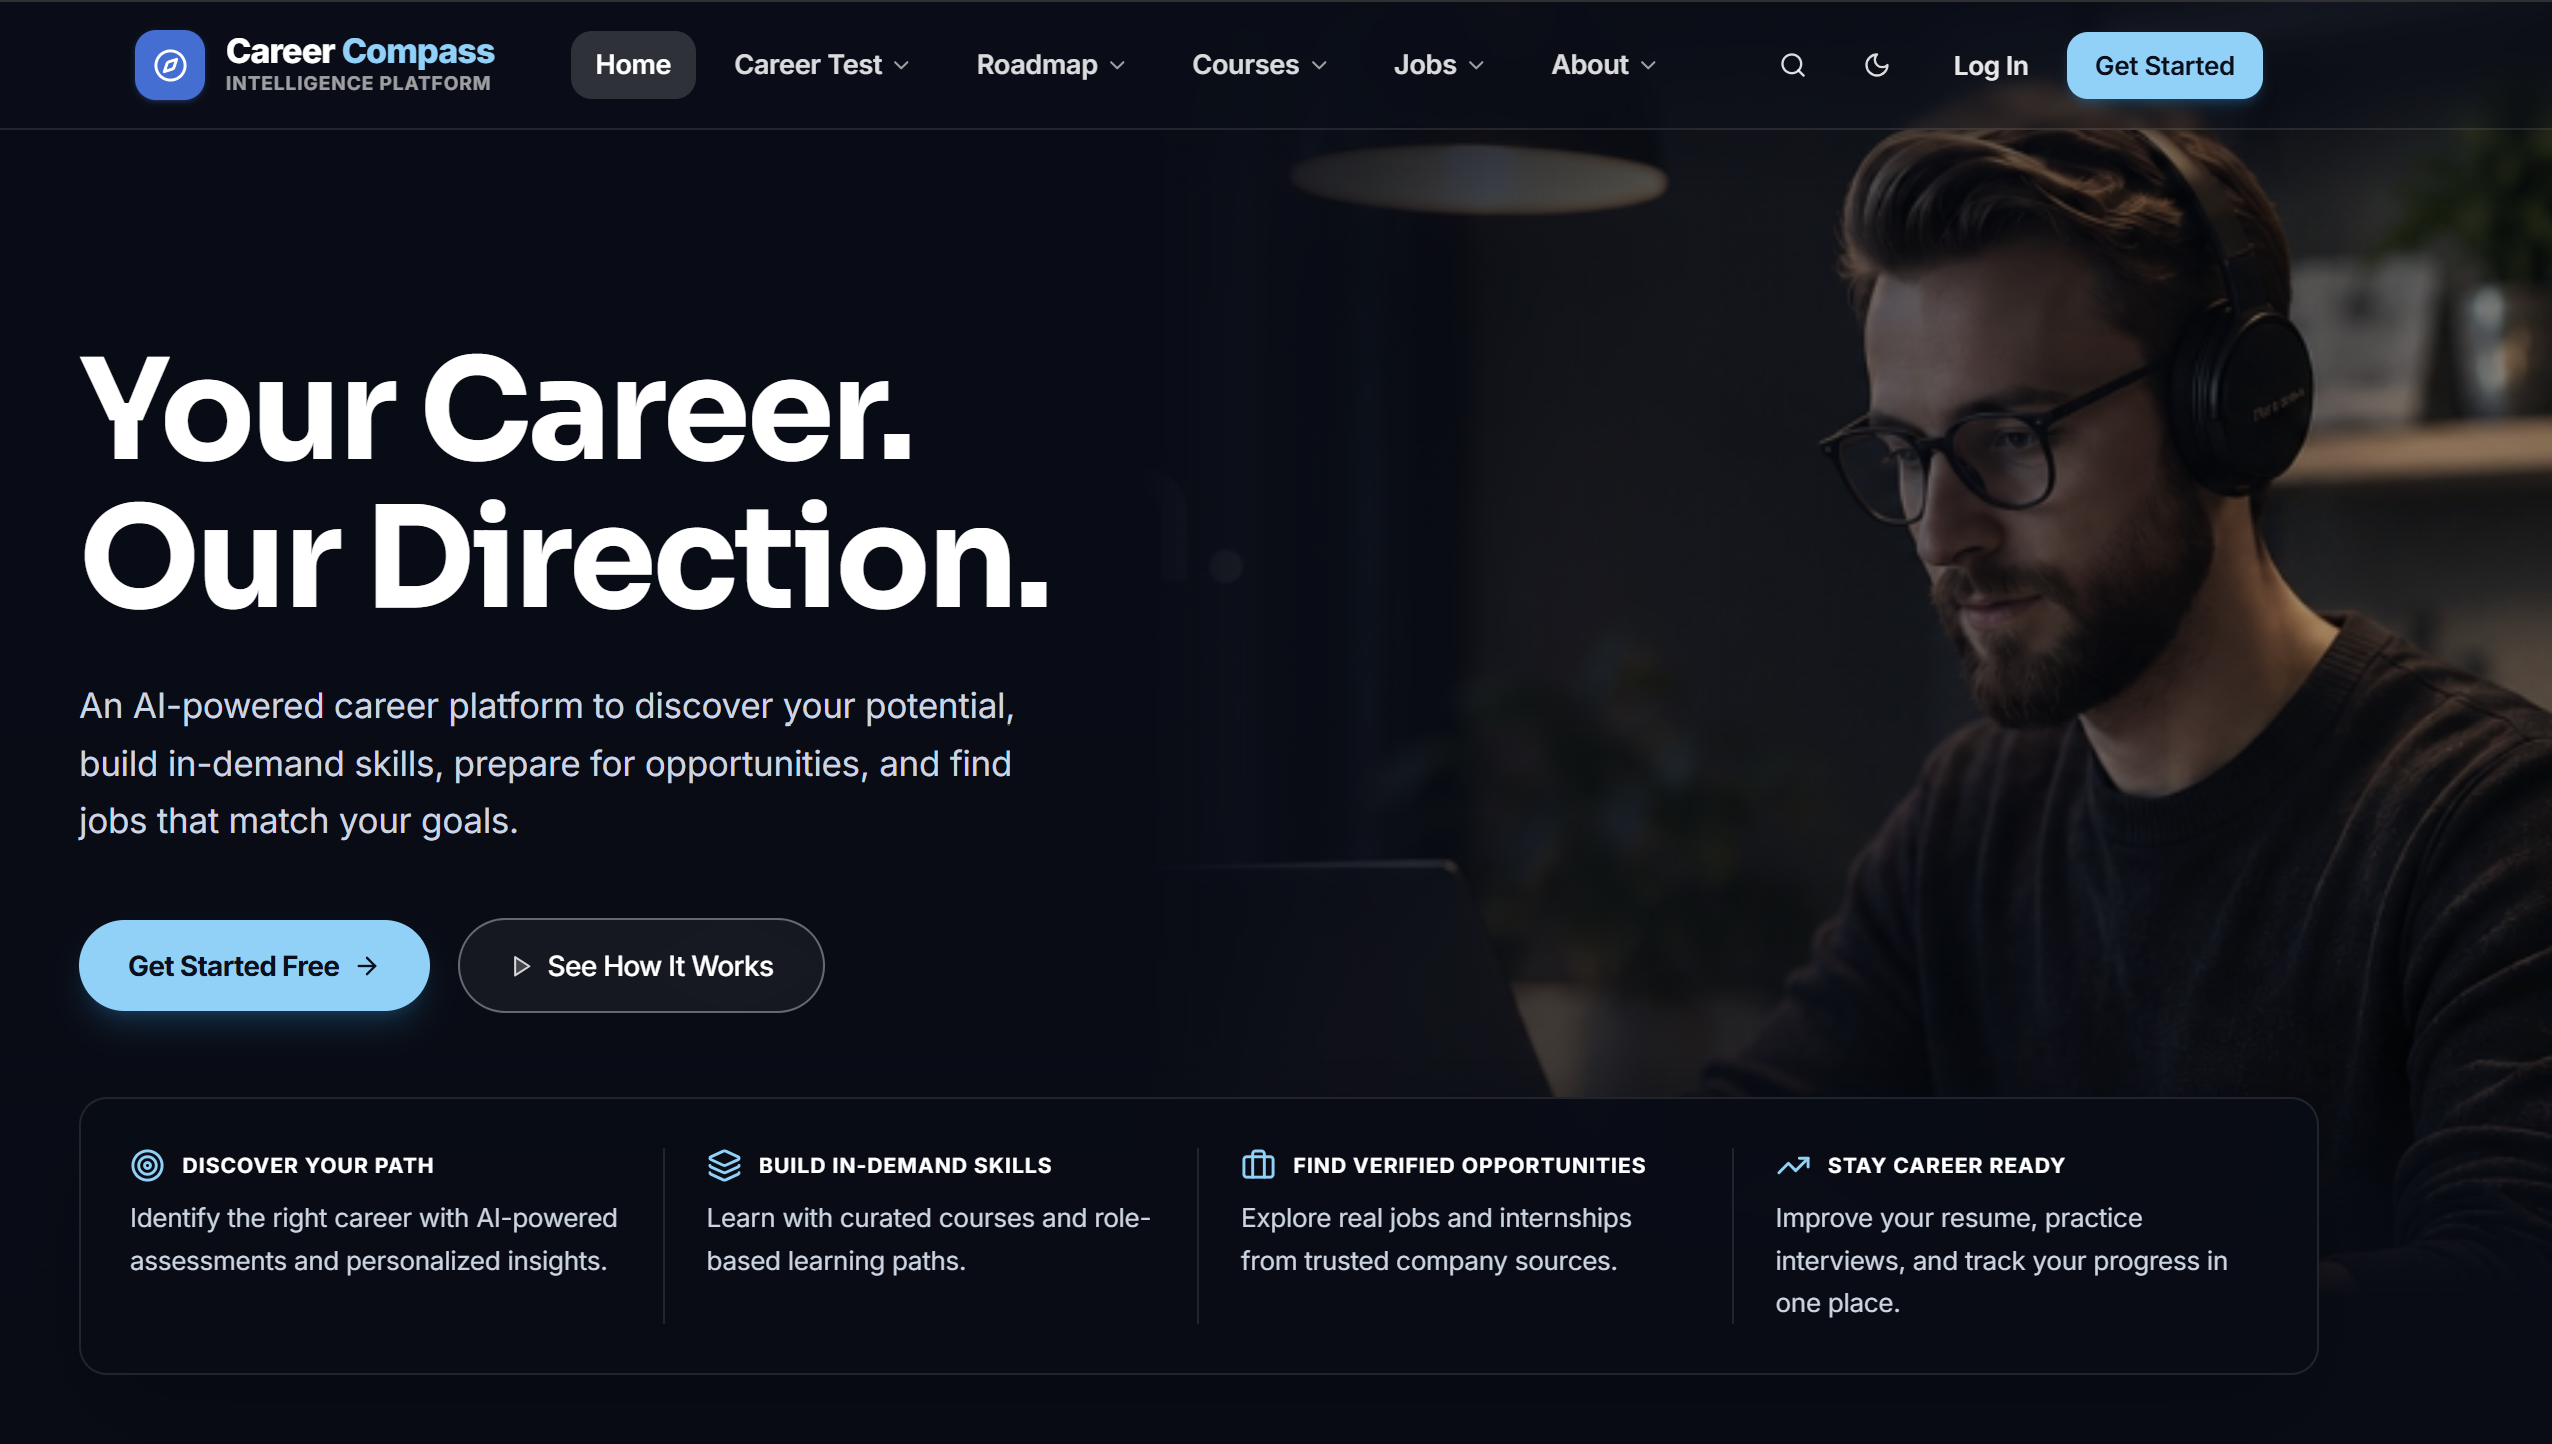 Career Compass
INTELLIGENCE PLATFORM
Home
Career Test
Roadmap
Courses
Jobs
About
Log In
Get Started
Your Career.
Our Direction.
An AI-powered career platform to discover your potential,
build in-demand skills, prepare for opportunities, and find
jobs that match your goals.
Get Started Free
See How It Works
DISCOVER YOUR PATH
Identify the right career with AI-powered
assessments and personalized insights.
BUILD IN-DEMAND SKILLS
Learn with curated courses and role-
based learning paths.
FIND VERIFIED OPPORTUNITIES
Explore real jobs and internships
from trusted company sources.
STAY CAREER READY
Improve your resume, practice
interviews, and track your progress in
one place.